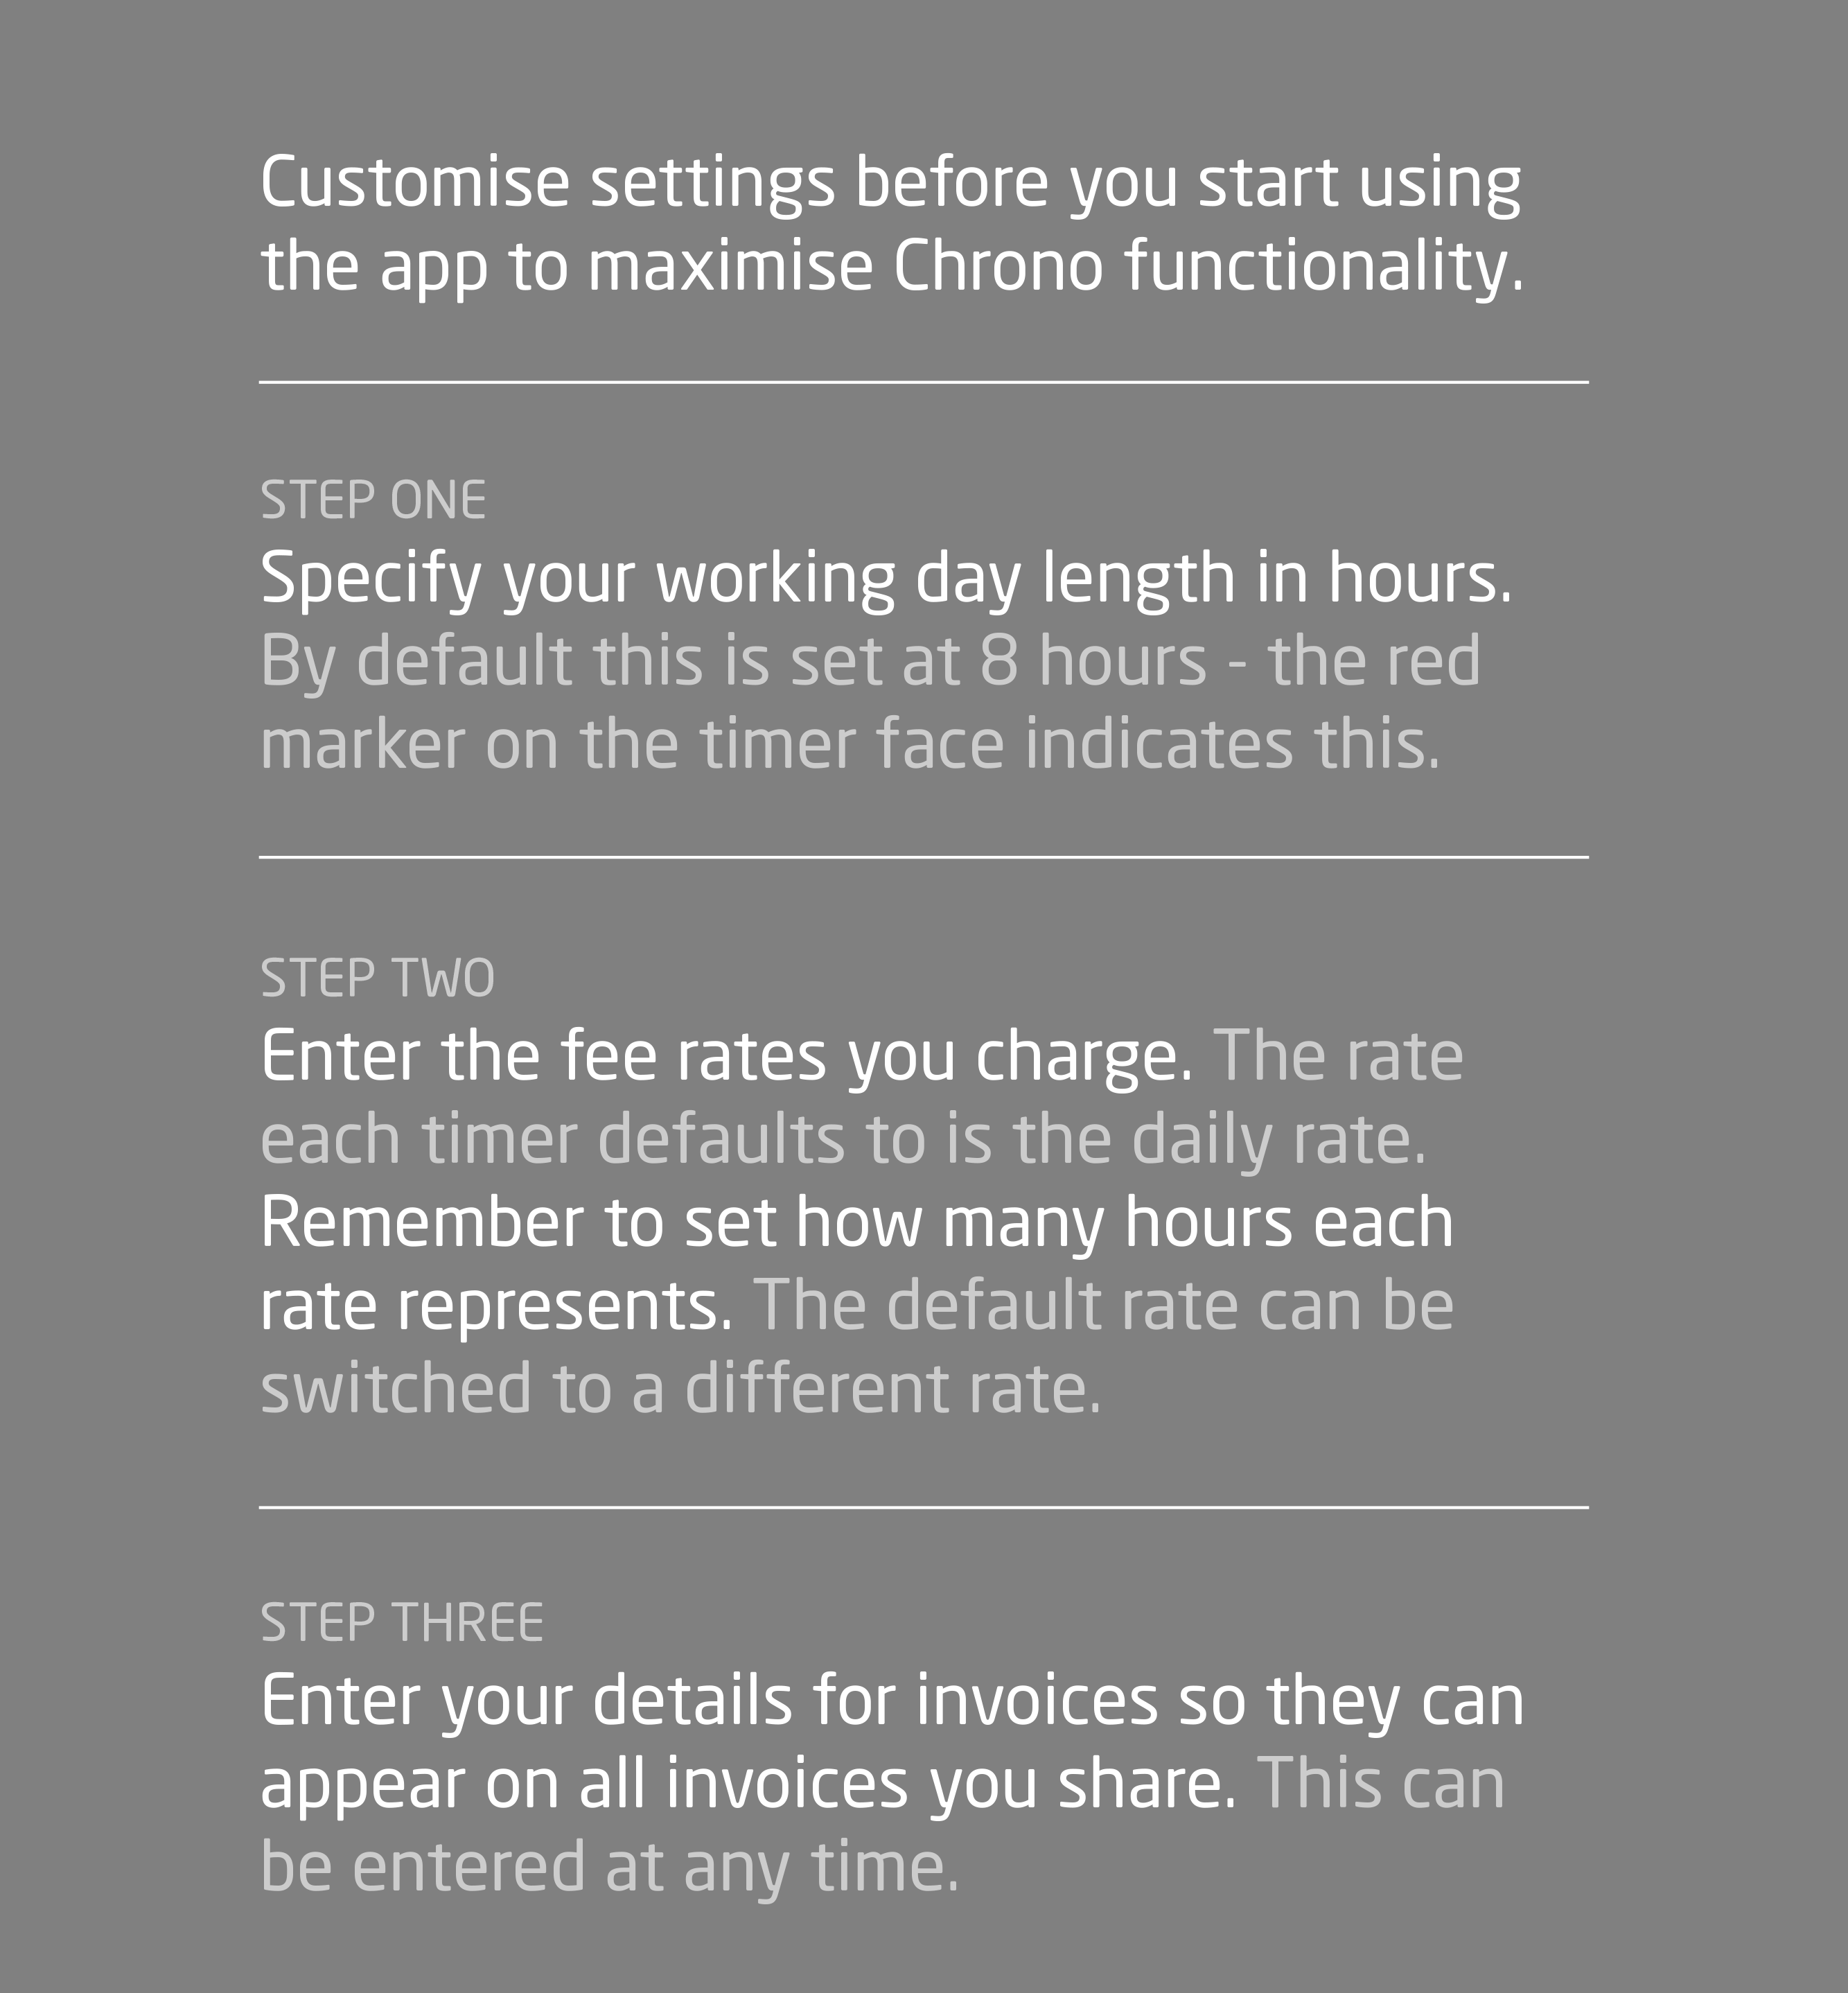 Customise settings before you start using
the app to maximise Chrono functionality.
STEP ONE
Specify your working day length in hours.
By default this is set at 8 hours - the red
marker on the timer face indicates this.
STEP TWO
Enter the fee rates you charge. The rate
each timer defaults to is the daily rate.
Remember to set how many hours each
rate represents. The default rate can be
switched to a different rate.
STEP THREE
Enter your details for invoices so they can
appear on all invoices you share. This can
be entered at any time.